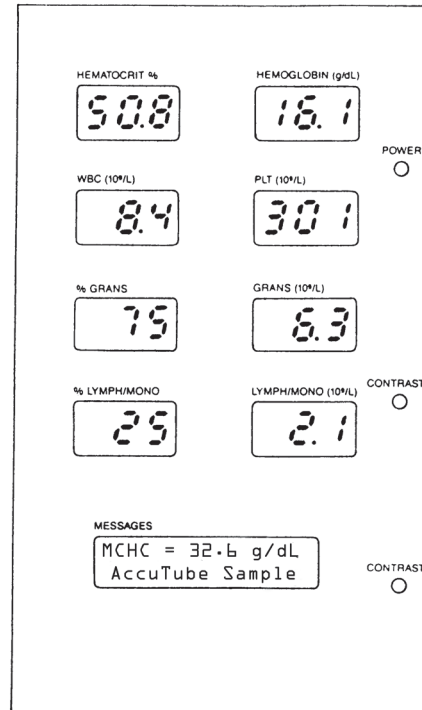 HEMATOCRIT % HEMOGLOBIN (g/dL)
50.8 16.1
POWER
WBC (10⁹/L) PLT (10⁹/L)
8.4 301
% GRANS GRANS (10⁹/L)
75 6.3
% LYMPH/MONO LYMPH/MONO (10⁹/L) CONTRAST
25 2.1
MESSAGES
MCHC = 32.6 g/dL
AccuTube Sample
CONTRAST